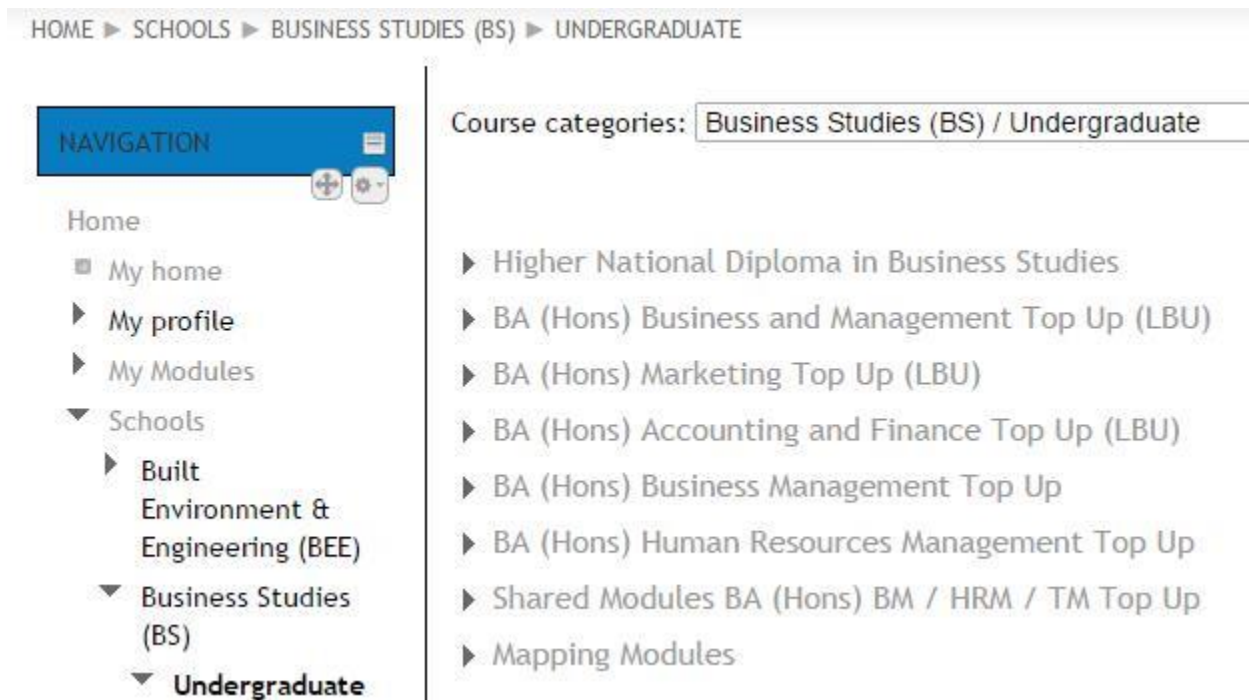 HOME ▶ SCHOOLS ▶ BUSINESS STUDIES (BS) ▶ UNDERGRADUATE
NAVIGATION
Home
My home
My profile
My Modules
Schools
Built
Environment &
Engineering (BEE)
Business Studies
(BS)
Undergraduate
Course categories: Business Studies (BS) / Undergraduate
Higher National Diploma in Business Studies
BA (Hons) Business and Management Top Up (LBU)
BA (Hons) Marketing Top Up (LBU)
BA (Hons) Accounting and Finance Top Up (LBU)
BA (Hons) Business Management Top Up
BA (Hons) Human Resources Management Top Up
Shared Modules BA (Hons) BM / HRM / TM Top Up
Mapping Modules